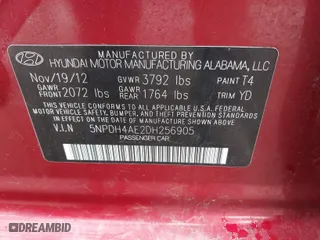 MANUFACTURED BY
HYUNDAI MOTOR MANUFACTURING ALABAMA, LLC
Nov/19/12 GVWR 3792 lbs PAINT T4
GAWR FRONT 2072 lbs GAWR REAR 1764 lbs TRIM YD
THIS VEHICLE CONFORMS TO ALL APPLICABLE FEDERAL MOTOR VEHICLE
SAFETY, BUMPER, AND THEFT PREVENTION STANDARDS
IN EFFECT ON THE DATE OF MANUFACTURE SHOWN ABOVE.
V.I.N 5NPDH4AE2DH256905
PASSENGER CAR